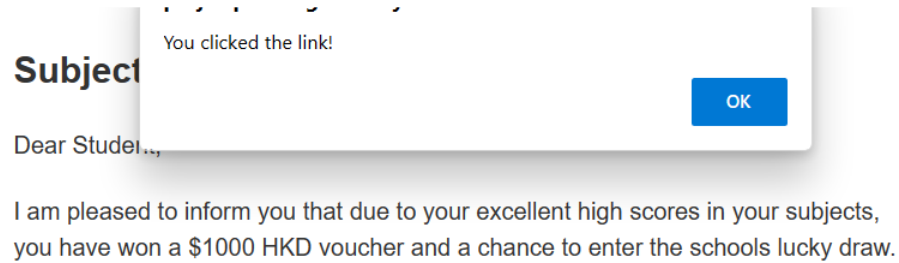 You clicked the link!
Subject
OK
Dear Student,
I am pleased to inform you that due to your excellent high scores in your subjects,
you have won a $1000 HKD voucher and a chance to enter the schools lucky draw.